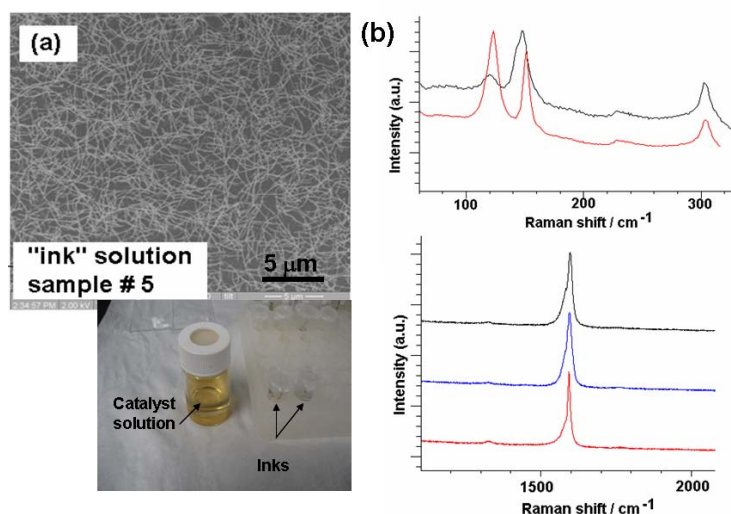 (a)
"ink" solution
sample # 5
5 μm
2:34:57 PM 2.00 kV
tilt
5 μm
Catalyst
solution
Inks
(b)
Intensity (a.u.)
100 200 300
Raman shift / cm-1
Intensity (a.u.)
1500 2000
Raman shift / cm-1